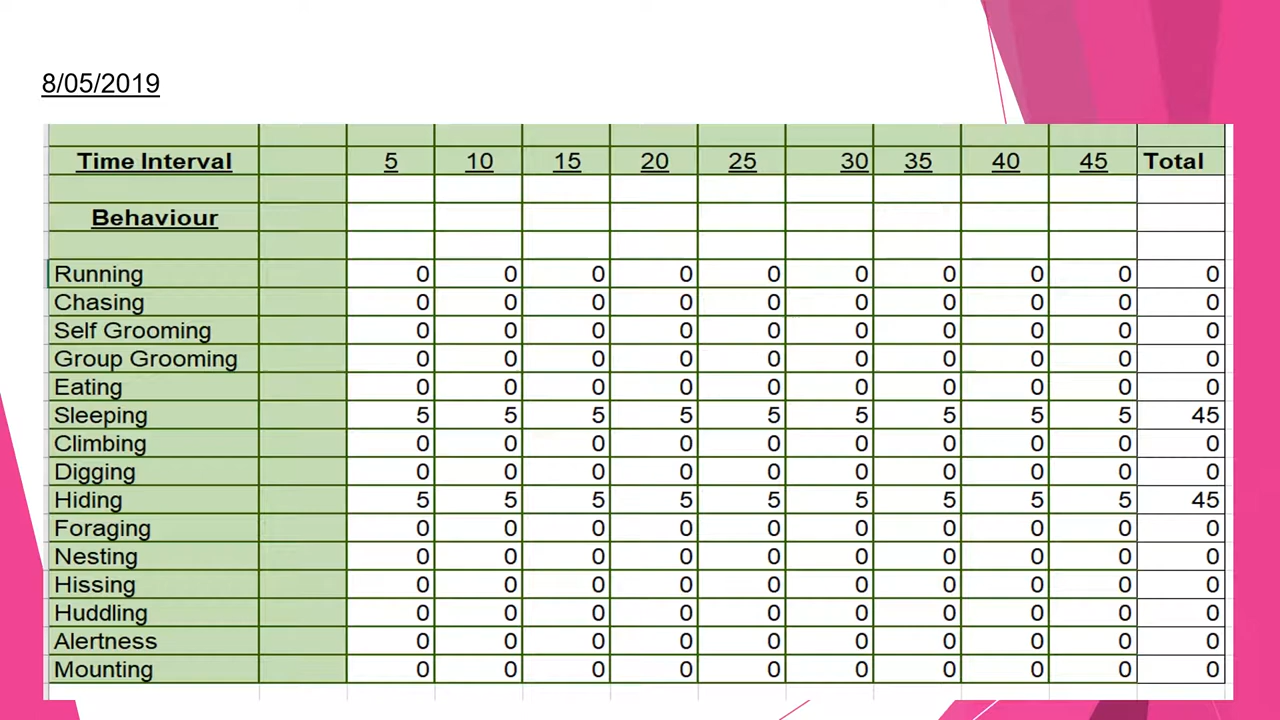 8/05/2019
Time Interval 5 10 15 20 25 30 35 40 45 Total
Behaviour
Running 0 0 0 0 0 0 0 0 0 0
Chasing 0 0 0 0 0 0 0 0 0 0
Self Grooming 0 0 0 0 0 0 0 0 0 0
Group Grooming 0 0 0 0 0 0 0 0 0 0
Eating 0 0 0 0 0 0 0 0 0 0
Sleeping 5 5 5 5 5 5 5 5 5 45
Climbing 0 0 0 0 0 0 0 0 0 0
Digging 0 0 0 0 0 0 0 0 0 0
Hiding 5 5 5 5 5 5 5 5 5 45
Foraging 0 0 0 0 0 0 0 0 0 0
Nesting 0 0 0 0 0 0 0 0 0 0
Hissing 0 0 0 0 0 0 0 0 0 0
Huddling 0 0 0 0 0 0 0 0 0 0
Alertness 0 0 0 0 0 0 0 0 0 0
Mounting 0 0 0 0 0 0 0 0 0 0